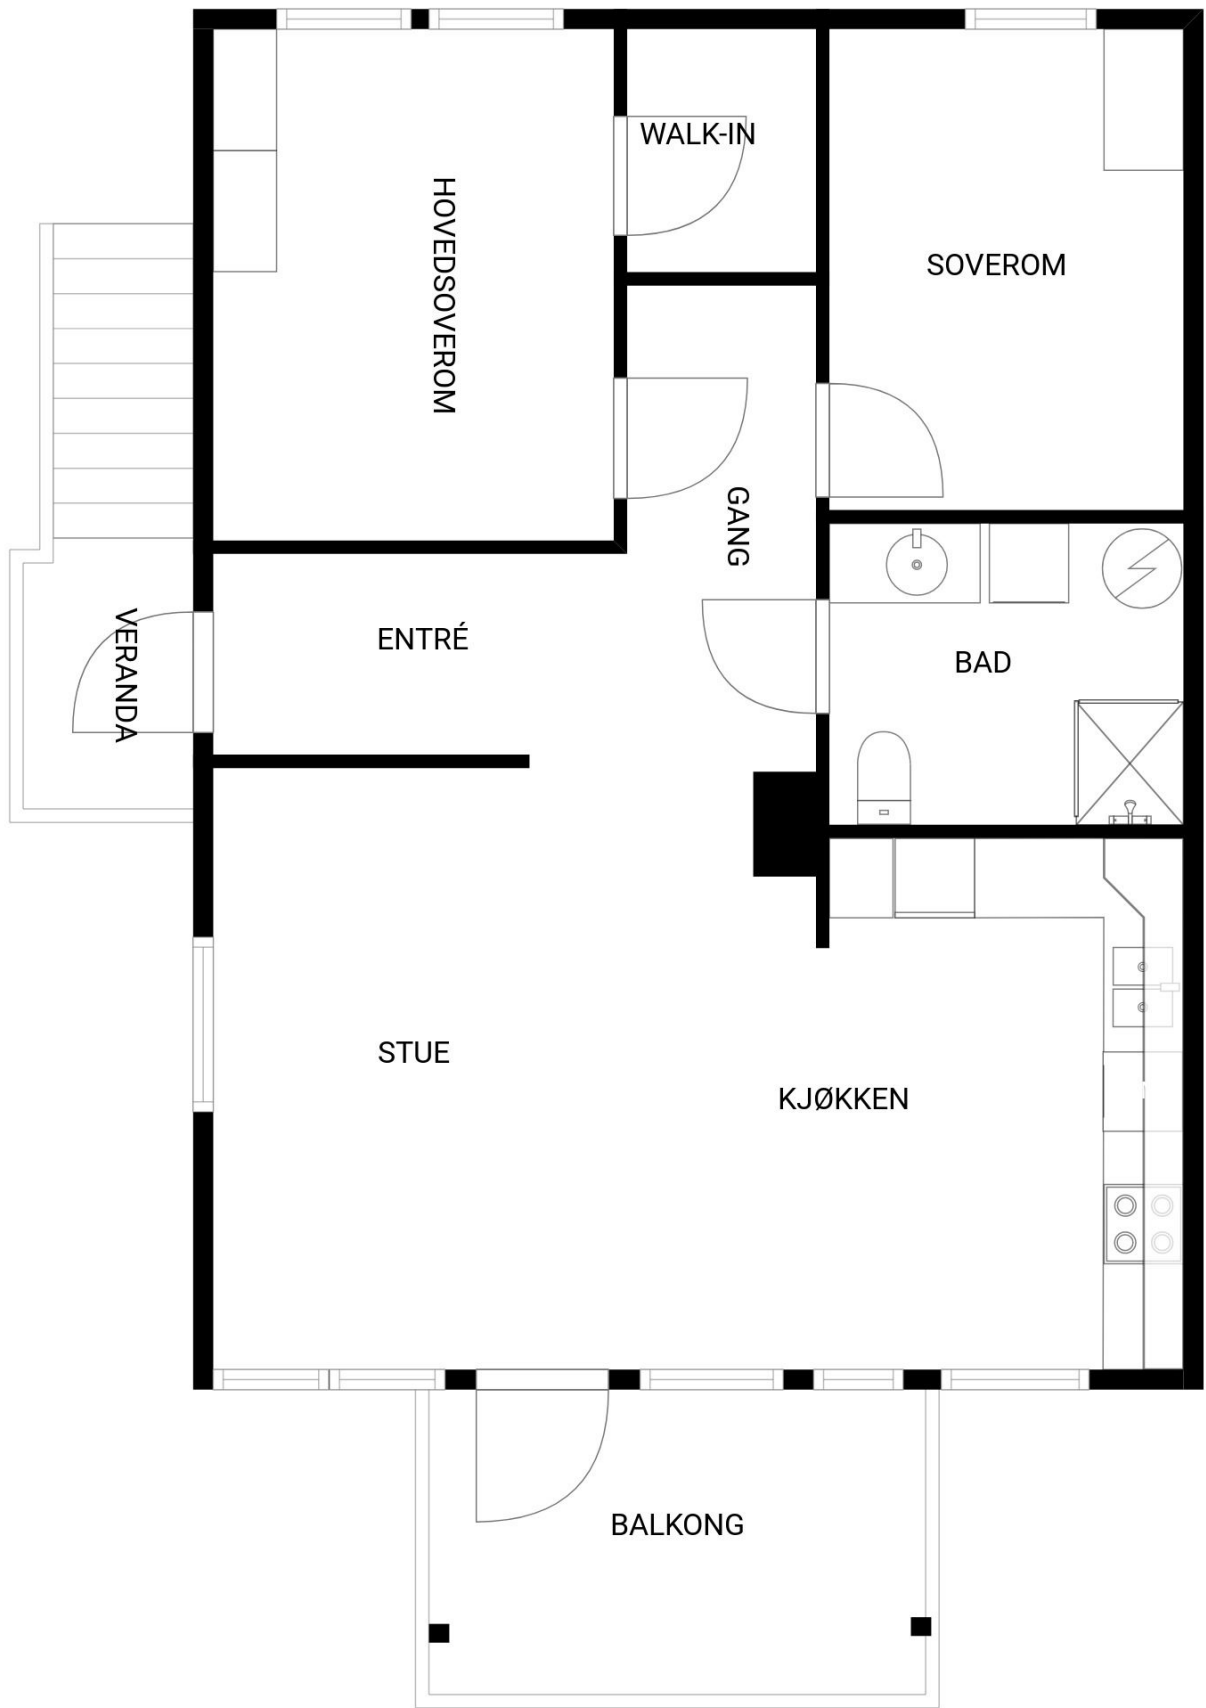 WALK-IN
HOVEDSOVEROM
SOVEROM
GANG
VERANDA
ENTRÉ
BAD
STUE
KJØKKEN
BALKONG